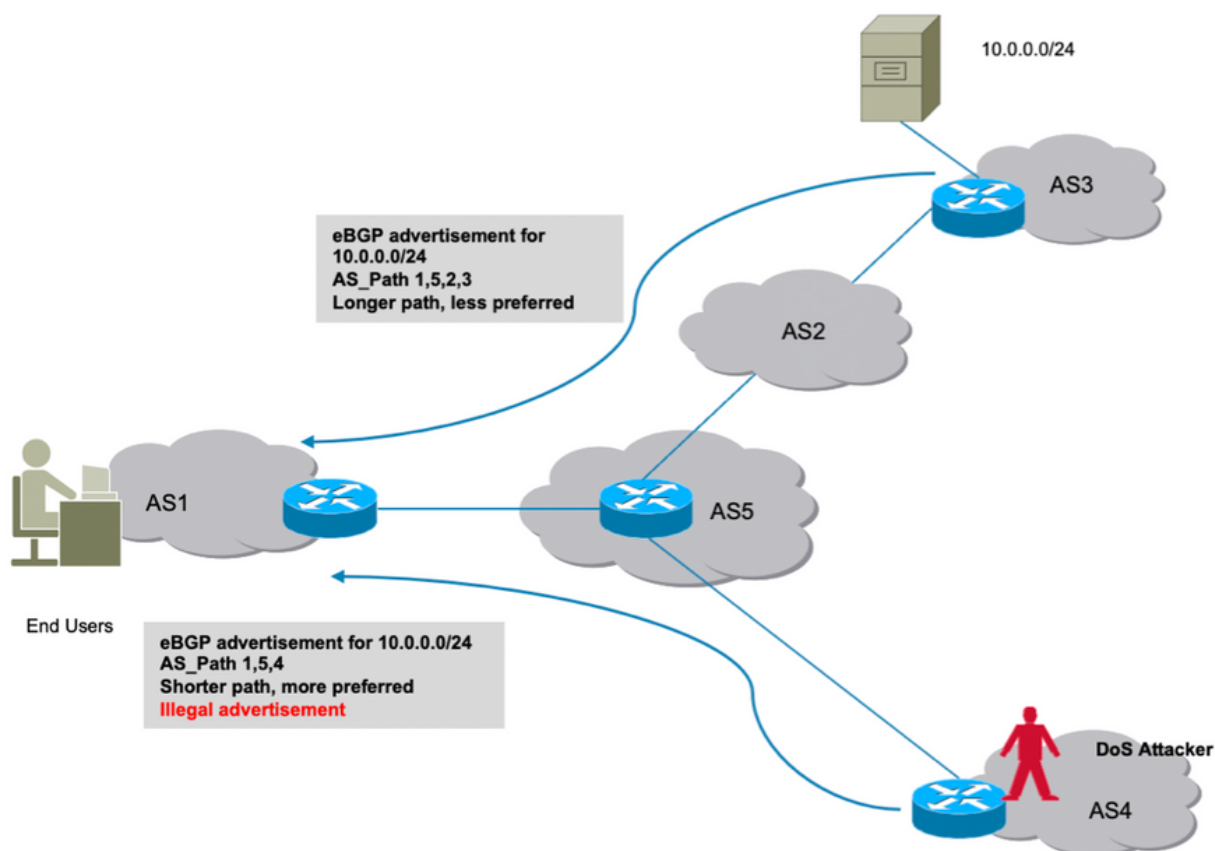 10.0.0.0/24
AS3
eBGP advertisement for
10.0.0.0/24
AS_Path 1,5,2,3
Longer path, less preferred
AS2
AS1
AS5
End Users
eBGP advertisement for 10.0.0.0/24
AS_Path 1,5,4
Shorter path, more preferred
Illegal advertisement
DoS Attacker
AS4